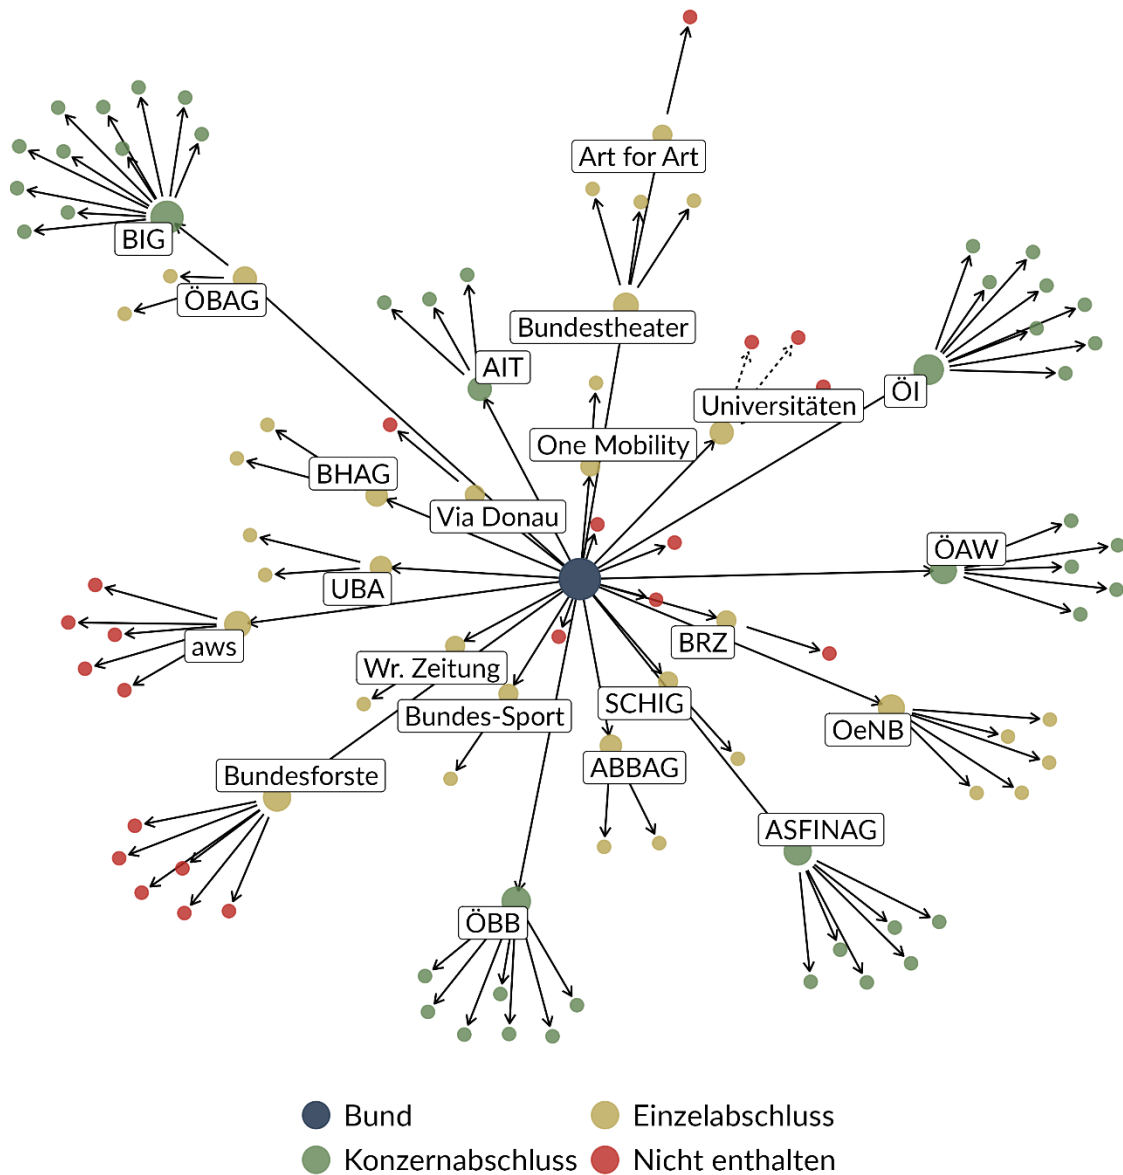 Art for Art
BIG
ÖBAG
Bundestheater
AIT
ÖI
Universitäten
One Mobility
BHAG
Via Donau
ÖAW
UBA
aws
BRZ
Wr. Zeitung
SCHIG
Bundes-Sport
OeNB
ABBAG
Bundesforste
ASFINAG
ÖBB
Bund
Einzelabschluss
Konzernabschluss
Nicht enthalten